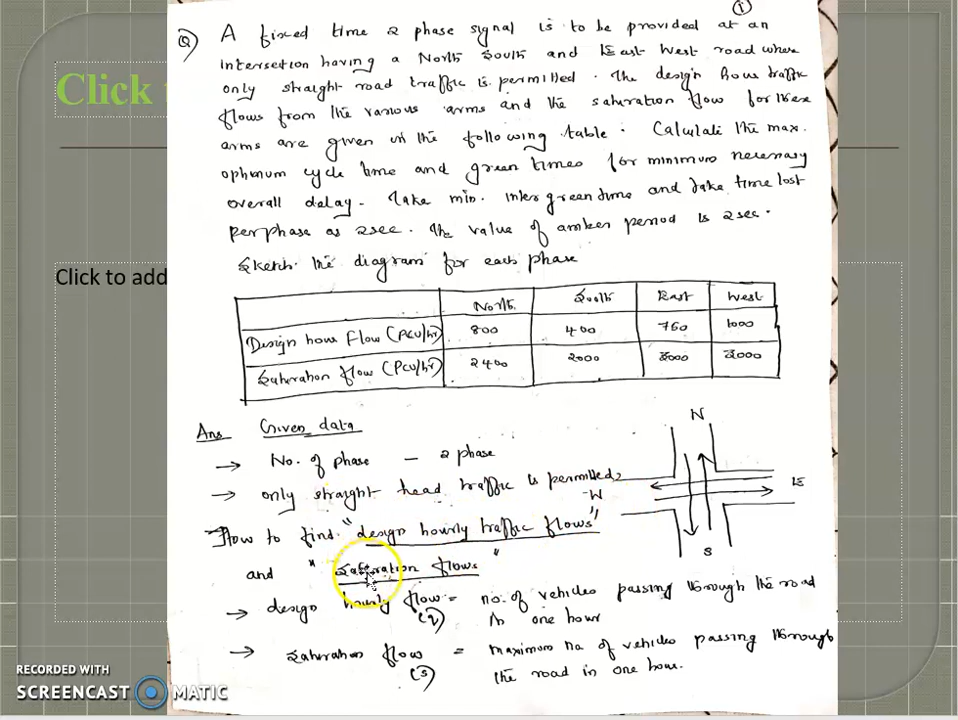 Click t
Click to add
①
Q) A fixed time 2 phase signal is to be provided at an
intersection having a North South and East West road where
only straight road traffic is permitted. The design hour traffic
flows from the various arms and the saturation flow for these
arms are given in the following table. Calulate the max.
optimum cycle time and green times for minimum necessary
overall delay. Take min. intergreen time and take time lost
per phase as 2 sec. The value of amber period is 2 sec.
Sketch the diagram for each phase
North South East West
Design hour Flow (PCU/hr) 800 400 760 1000
Saturation flow (PCU/hr) 2400 2000 3000 3000
Ans Given data
→ No. of phase - 2 phase
→ only straight head traffic is permitted
N
E
W
S
→ How to find "design hourly traffic flows"
and "Saturation flows"
→ design hourly flow = no. of vehicles passing through the road
(q) in one hour
→ Saturation flow = maximum no. of vehicles passing through
(s) the road in one hour.
RECORDED WITH
SCREENCAST MATIC